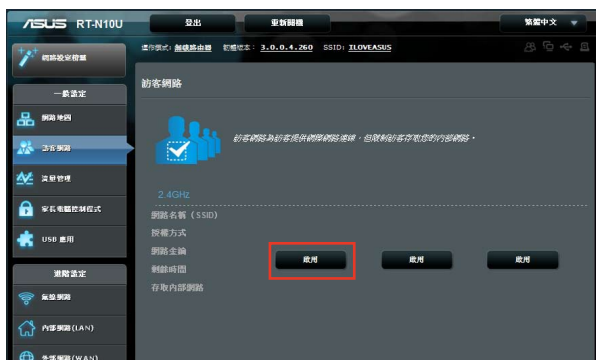 ASUS RT-N10U 登出 重新開機 繁體中文
操作模式: 無線路由器 韌體版本: 3.0.0.4.260 SSID: ILOVEASUS
網路設定精靈
一般設定
網路地圖
訪客網路
流量管理
家長電腦控制程式
USB 應用
進階設定
無線網路
內部網路(LAN)
外部網路(WAN)
訪客網路
訪客網路為訪客提供網際網路連線，但限制訪客存取您的內部網路。
2.4GHz
網路名稱 (SSID)
授權方式
網路金鑰
剩餘時間
存取內部網路
啟用 啟用 啟用